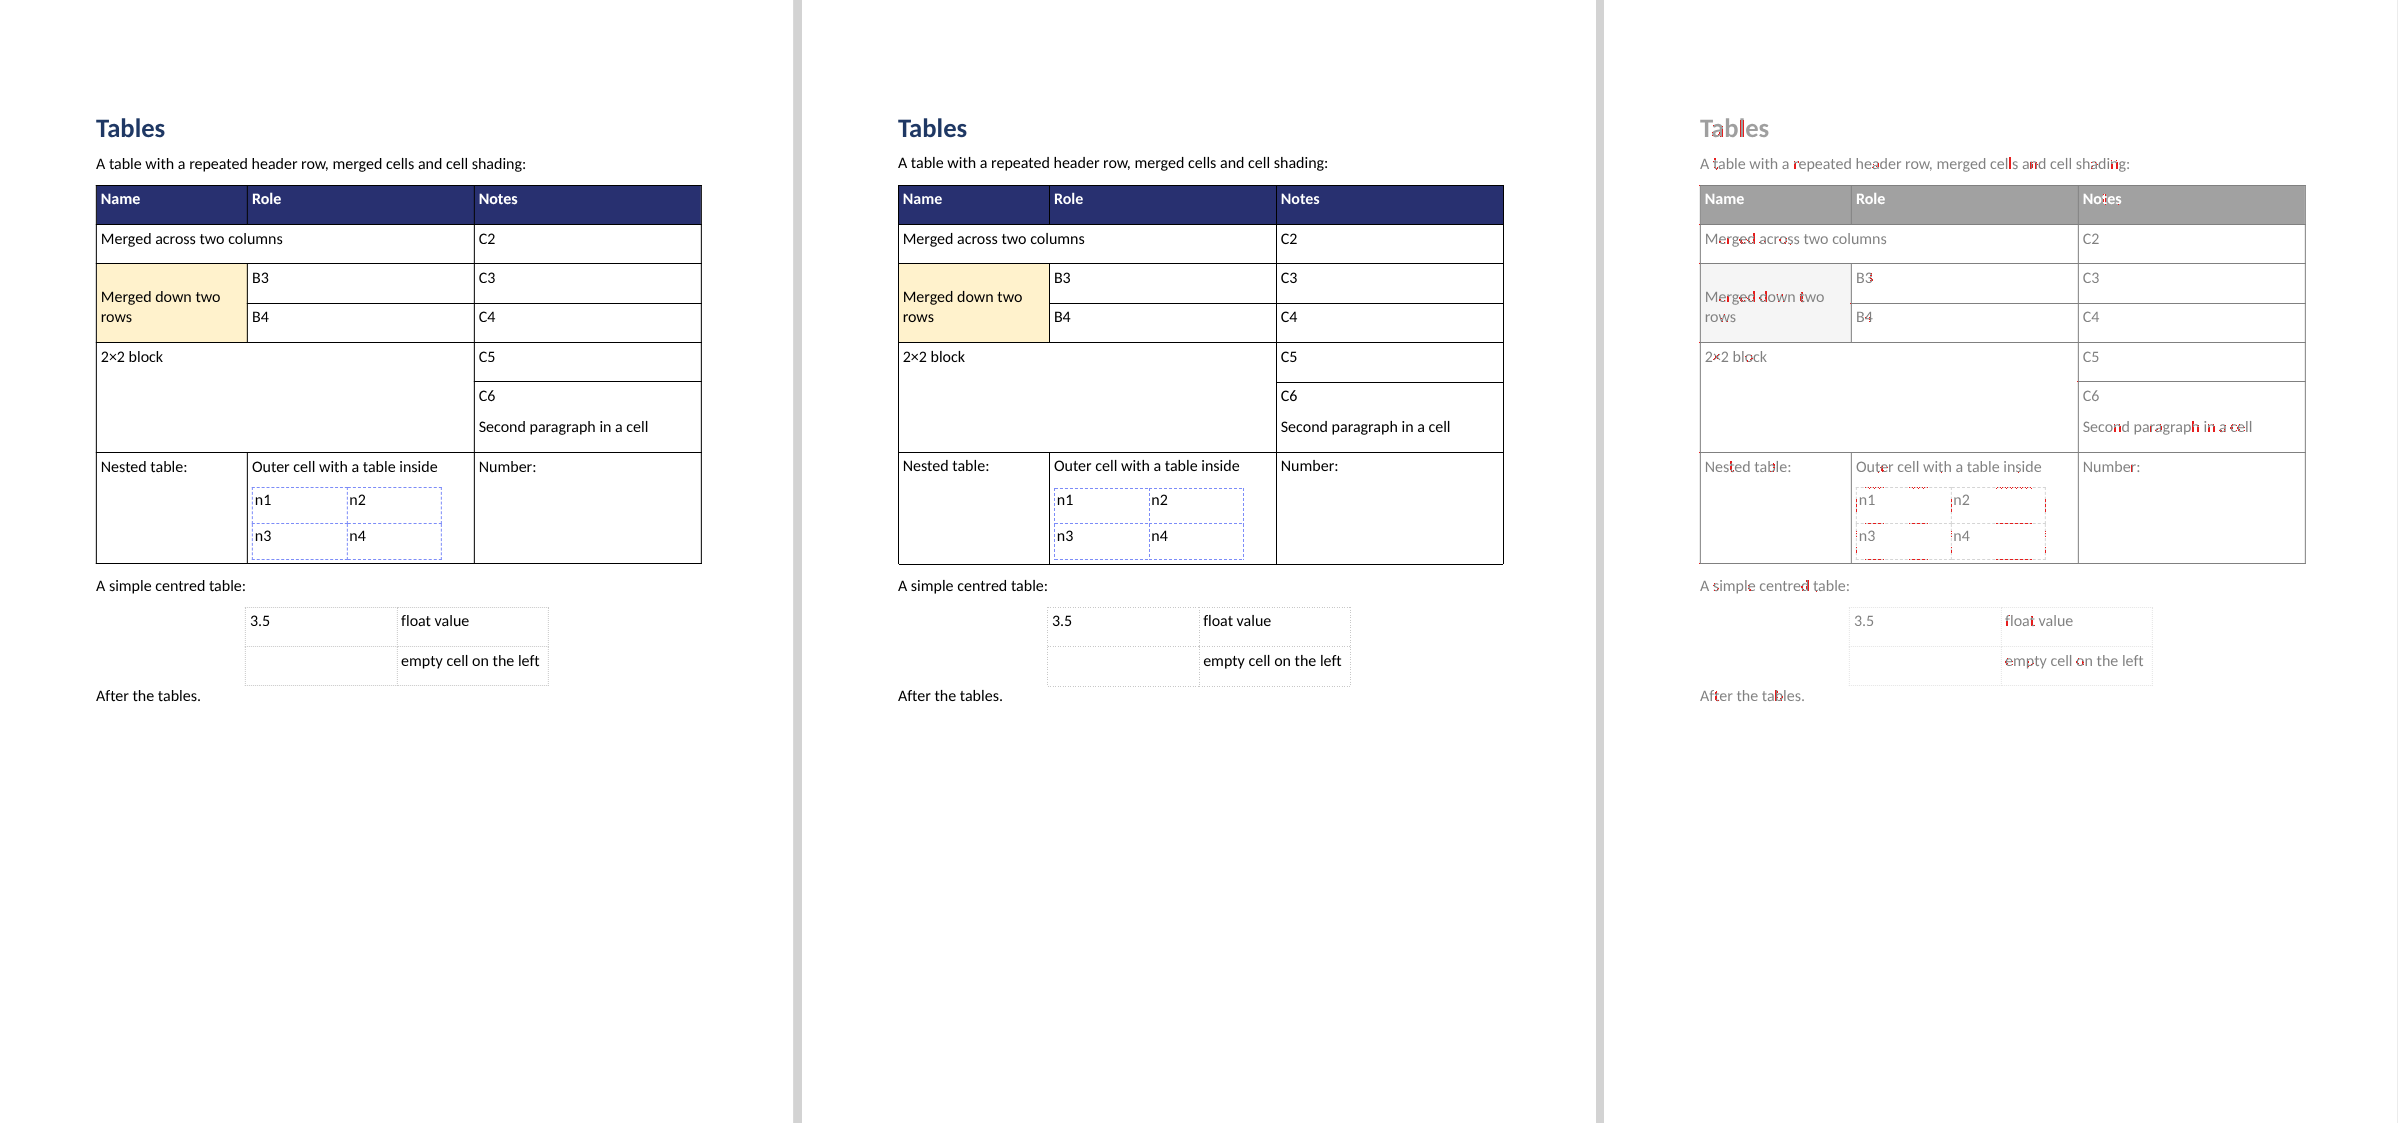 Tables
A table with a repeated header row, merged cells and cell shading:
Name Role Notes
Merged across two columns C2
Merged down two rows B3 C3
B4 C4
2×2 block C5
C6
Second paragraph in a cell
Nested table: Outer cell with a table inside Number:
n1 n2
n3 n4
A simple centred table:
3.5 float value
empty cell on the left
After the tables.
Tables
A table with a repeated header row, merged cells and cell shading:
Name Role Notes
Merged across two columns C2
Merged down two rows B3 C3
B4 C4
2×2 block C5
C6
Second paragraph in a cell
Nested table: Outer cell with a table inside Number:
n1 n2
n3 n4
A simple centred table:
3.5 float value
empty cell on the left
After the tables.
Tables
A table with a repeated header row, merged cells and cell shading:
Name Role Notes
Merged across two columns C2
Merged down two rows B3 C3
B4 C4
2×2 block C5
C6
Second paragraph in a cell
Nested table: Outer cell with a table inside Number:
n1 n2
n3 n4
A simple centred table:
3.5 float value
empty cell on the left
After the tables.